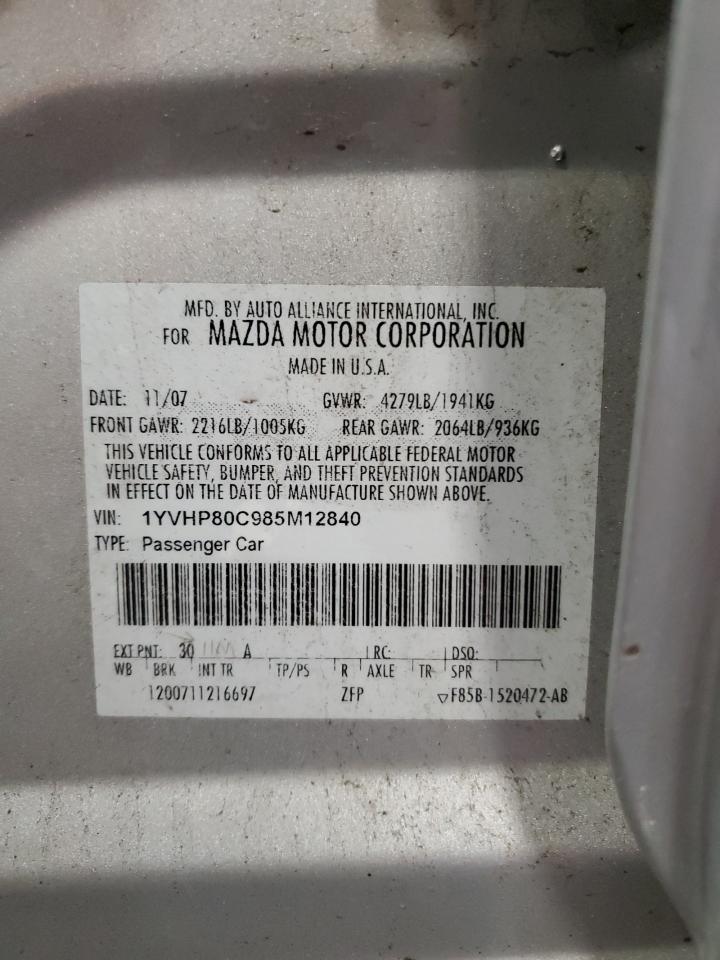 MFD. BY AUTO ALLIANCE INTERNATIONAL, INC.
FOR MAZDA MOTOR CORPORATION
MADE IN U.S.A.
DATE: 11/07 GVWR: 4279LB/1941KG
FRONT GAWR: 2216LB/1005KG REAR GAWR: 2064LB/936KG
THIS VEHICLE CONFORMS TO ALL APPLICABLE FEDERAL MOTOR
VEHICLE SAFETY, BUMPER, AND THEFT PREVENTION STANDARDS
IN EFFECT ON THE DATE OF MANUFACTURE SHOWN ABOVE.
VIN: 1YVHP80C985M12840
TYPE: Passenger Car
EXT PNT: 30 A RC: DSO:
WB BRK INT TR TP/PS R AXLE TR SPR
1200711216697 ZFP ▽F85B-1520472-AB